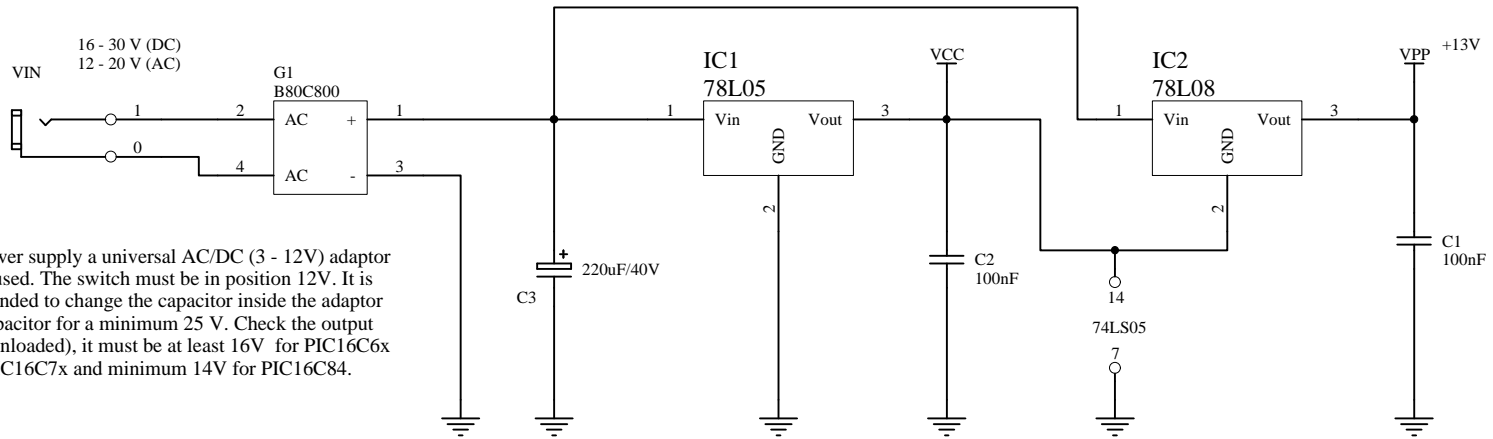 16 - 30 V (DC)
12 - 20 V (AC)
VIN
G1
B80C800
1
2
AC
+
1
0
4
AC
-
3
IC1
78L05
1
Vin
Vout
3
GND
2
VCC
IC2
78L08
1
Vin
Vout
3
GND
2
VPP
+13V
+
220uF/40V
C3
C2
100nF
14
74LS05
7
C1
100nF
ver supply a universal AC/DC (3 - 12V) adaptor
used. The switch must be in position 12V. It is
nded to change the capacitor inside the adaptor
pacitor for a minimum 25 V. Check the output
nloaded), it must be at least 16V for PIC16C6x
C16C7x and minimum 14V for PIC16C84.